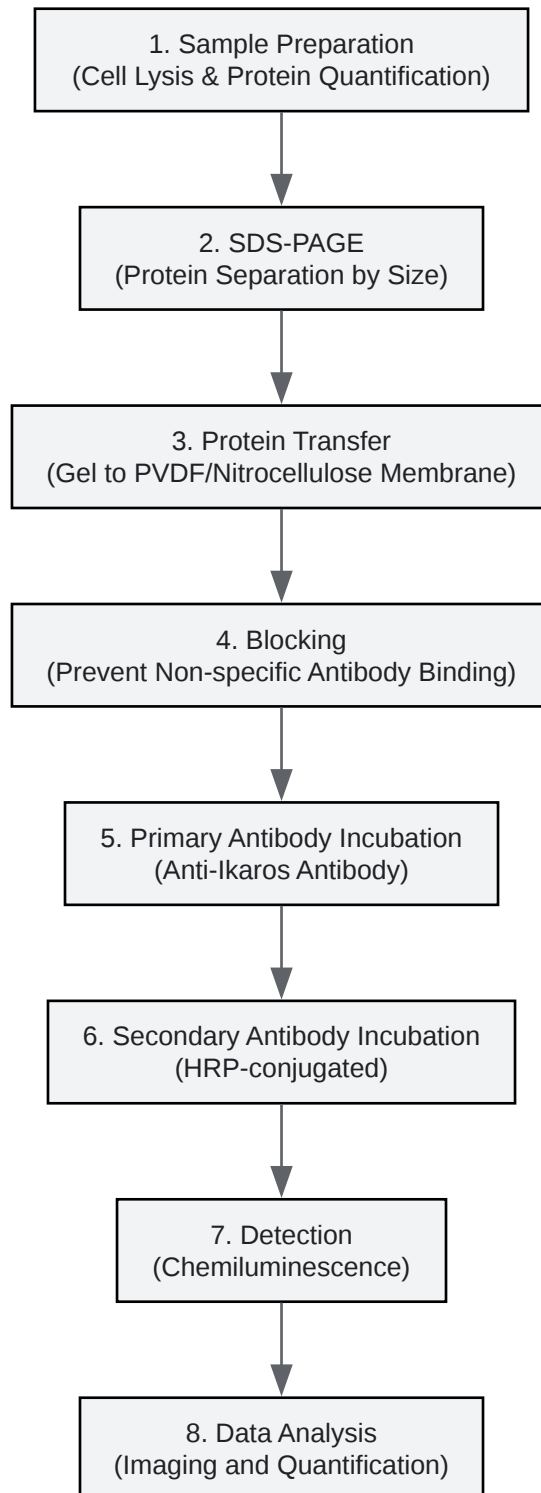 1. Sample Preparation
(Cell Lysis & Protein Quantification)
2. SDS-PAGE
(Protein Separation by Size)
3. Protein Transfer
(Gel to PVDF/Nitrocellulose Membrane)
4. Blocking
(Prevent Non-specific Antibody Binding)
5. Primary Antibody Incubation
(Anti-Ikaros Antibody)
6. Secondary Antibody Incubation
(HRP-conjugated)
7. Detection
(Chemiluminescence)
8. Data Analysis
(Imaging and Quantification)